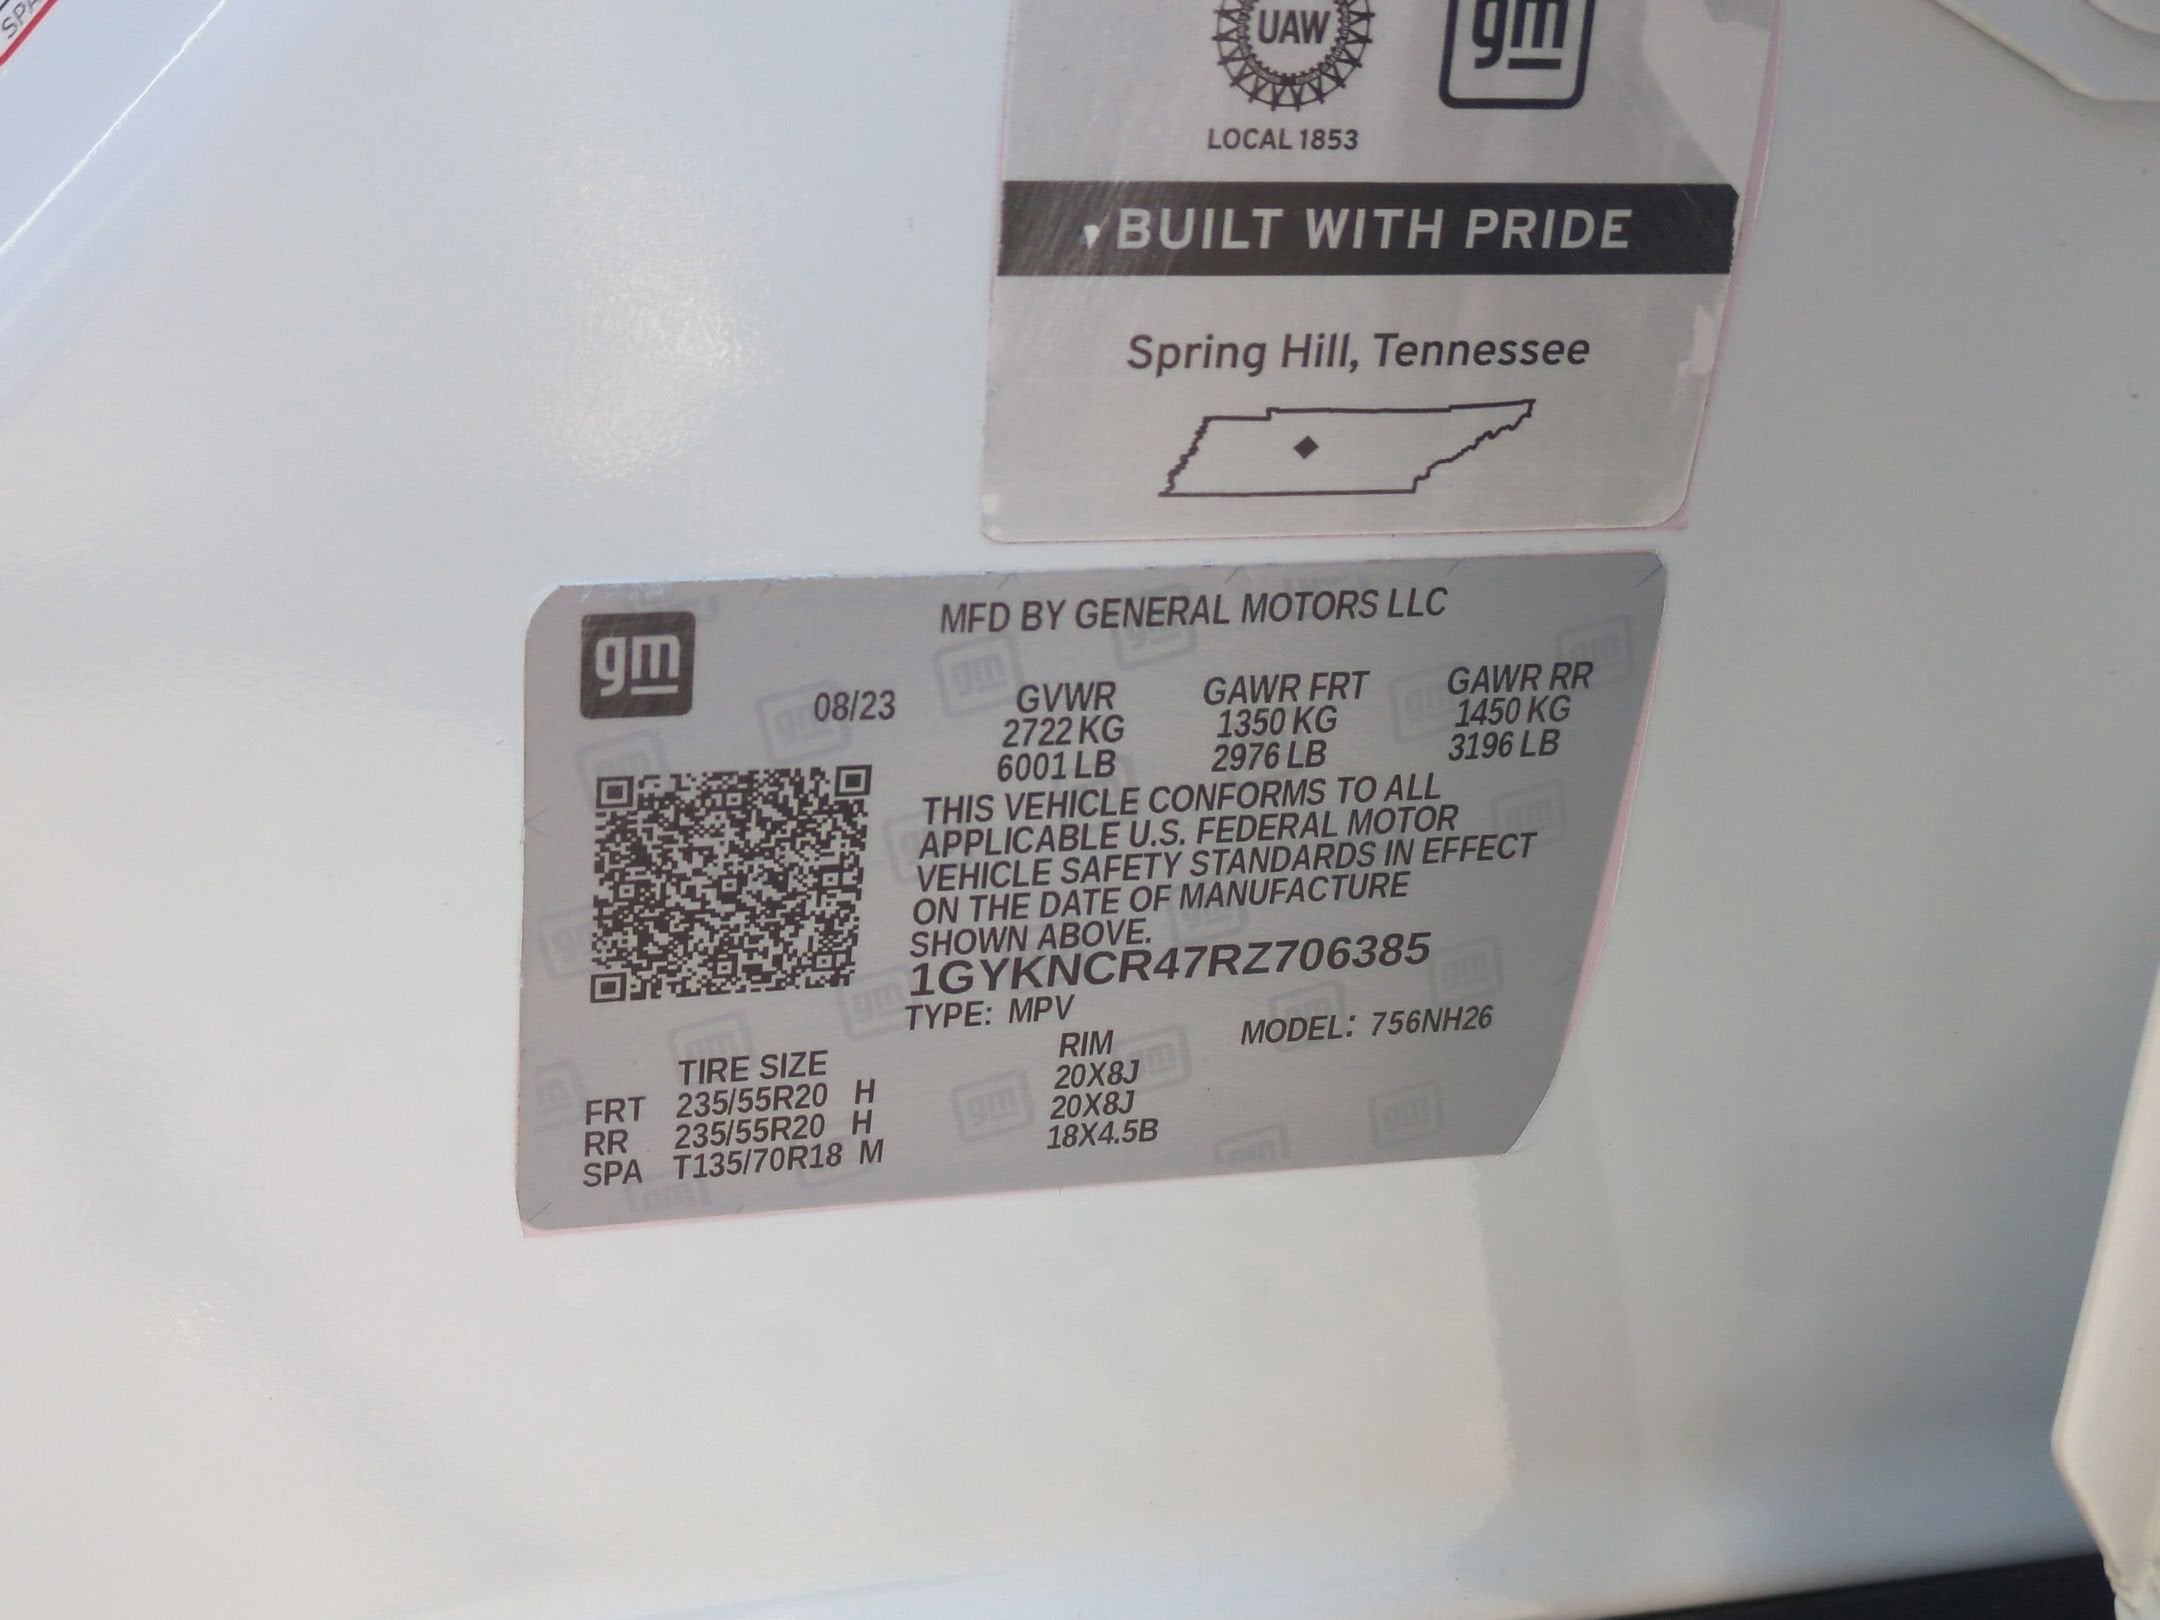 SPA
UAW
gm
LOCAL 1853
BUILT WITH PRIDE
Spring Hill, Tennessee
gm
MFD BY GENERAL MOTORS LLC
08/23 GVWR GAWR FRT GAWR RR
2722 KG 1350 KG 1450 KG
6001 LB 2976 LB 3196 LB
THIS VEHICLE CONFORMS TO ALL
APPLICABLE U.S. FEDERAL MOTOR
VEHICLE SAFETY STANDARDS IN EFFECT
ON THE DATE OF MANUFACTURE
SHOWN ABOVE.
1GYKNCR47RZ706385
TYPE: MPV MODEL: 756NH26
TIRE SIZE RIM
FRT 235/55R20 H 20X8J
RR 235/55R20 H 20X8J
SPA T135/70R18 M 18X4.5B